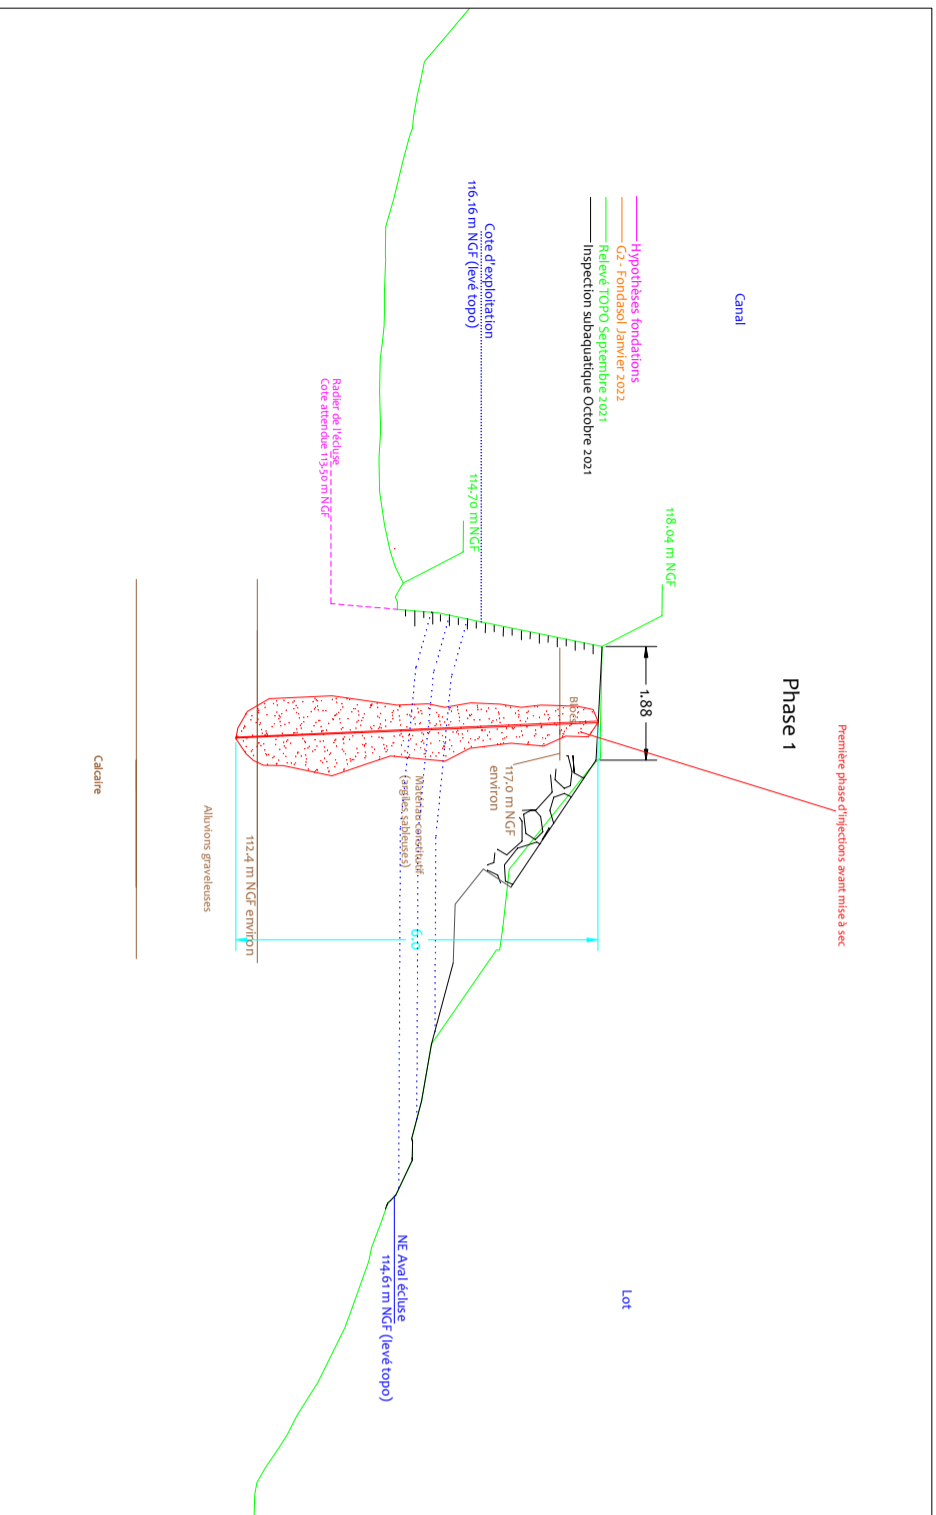 Phase 1
Première phase d'injections avant mise à sec
Canal
Lot
Hypothèses fondations
G2 - Fondasol Janvier 2022
Relevé TOPO Septembre 2021
Inspection subaquatique Octobre 2021
118.04 m NGF
1.88
Cote d'exploitation
116.16 m NGF (levé topo)
114.70 m NGF
Blocs
117.0 m NGF
environ
Radier de l'écluse
Cote attendue 113.50 m NGF
Matériau constitutif
(argiles sableuses)
6.0
NE Aval écluse
114.61 m NGF (levé topo)
112.4 m NGF environ
Alluvions graveleuses
Calcaire